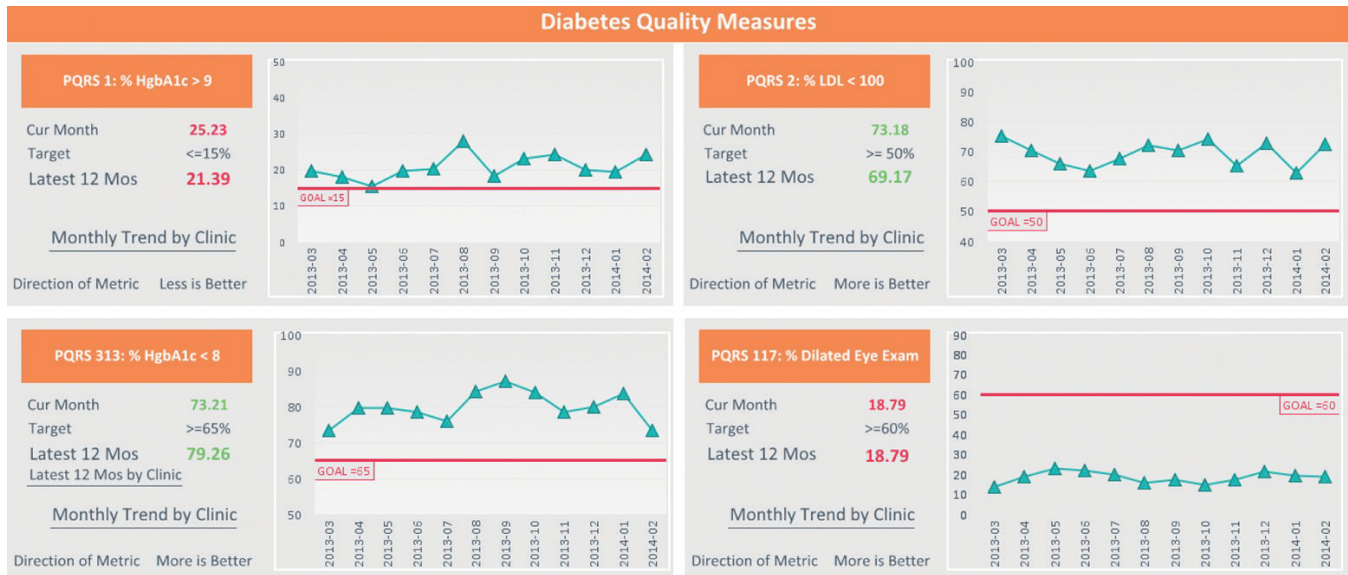 Diabetes Quality Measures
PQRS 1: % HgbA1c > 9
Cur Month 25.23
Target <=15%
Latest 12 Mos 21.39
Monthly Trend by Clinic
Direction of Metric Less is Better
50
40
30
20
10
0
GOAL =15
2013-03
2013-04
2013-05
2013-06
2013-07
2013-08
2013-09
2013-10
2013-11
2013-12
2014-01
2014-02
PQRS 2: % LDL < 100
Cur Month 73.18
Target >= 50%
Latest 12 Mos 69.17
Monthly Trend by Clinic
Direction of Metric More is Better
100
90
80
70
60
50
40
GOAL =50
2013-03
2013-04
2013-05
2013-06
2013-07
2013-08
2013-09
2013-10
2013-11
2013-12
2014-01
2014-02
PQRS 313: % HgbA1c < 8
Cur Month 73.21
Target >=65%
Latest 12 Mos 79.26
Latest 12 Mos by Clinic
Monthly Trend by Clinic
Direction of Metric More is Better
100
90
80
70
60
50
GOAL =65
2013-03
2013-04
2013-05
2013-06
2013-07
2013-08
2013-09
2013-10
2013-11
2013-12
2014-01
2014-02
PQRS 117: % Dilated Eye Exam
Cur Month 18.79
Target >=60%
Latest 12 Mos 18.79
Monthly Trend by Clinic
Direction of Metric More is Better
90
80
70
60
50
40
30
20
10
0
GOAL =60
2013-03
2013-04
2013-05
2013-06
2013-07
2013-08
2013-09
2013-10
2013-11
2013-12
2014-01
2014-02